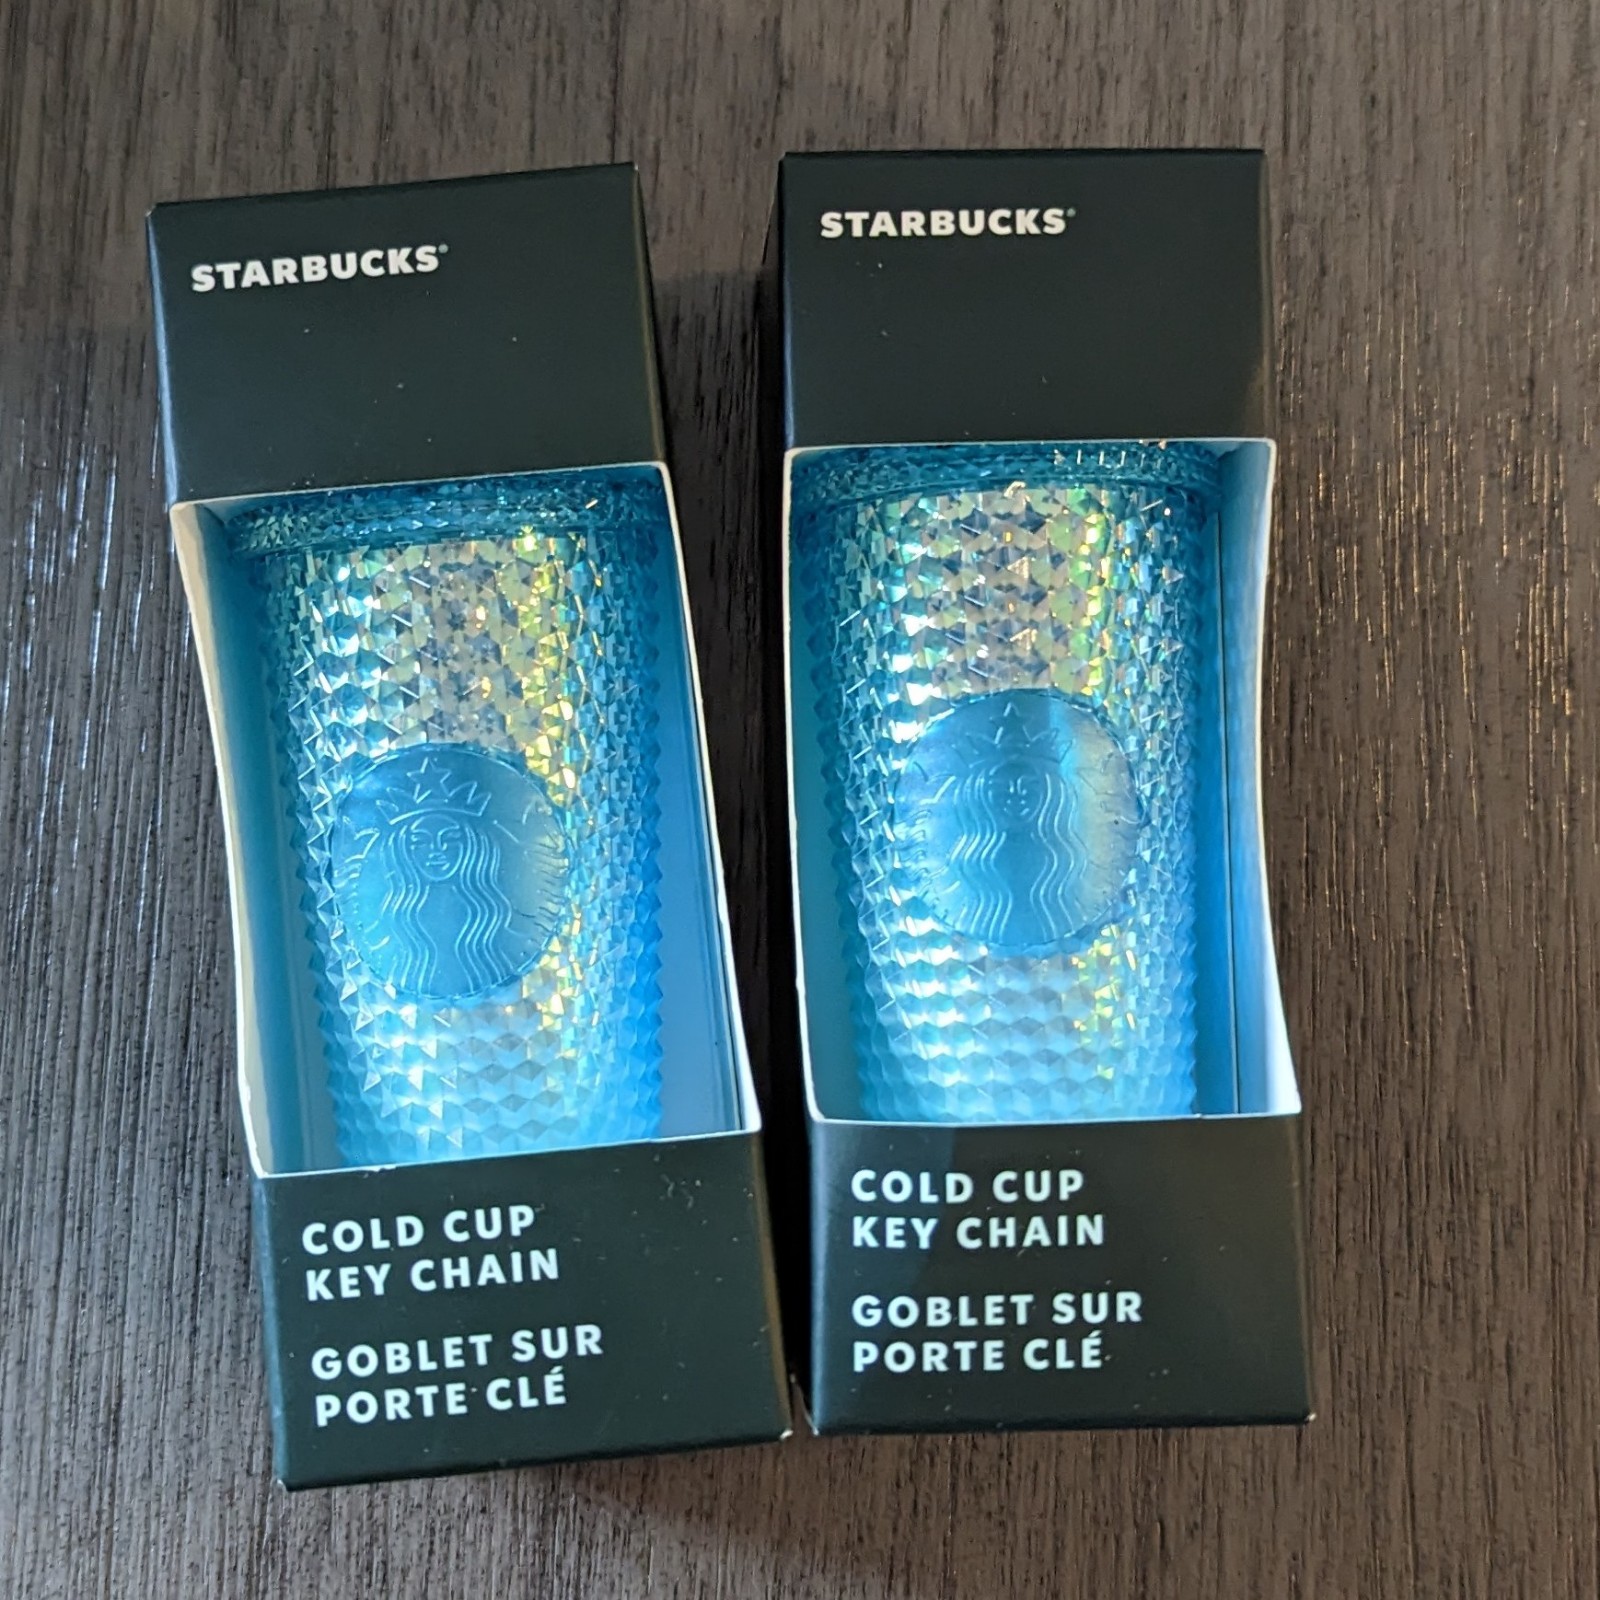 STARBUCKS®
COLD CUP
KEY CHAIN
GOBLET SUR
PORTE CLÉ
STARBUCKS®
COLD CUP
KEY CHAIN
GOBLET SUR
PORTE CLÉ